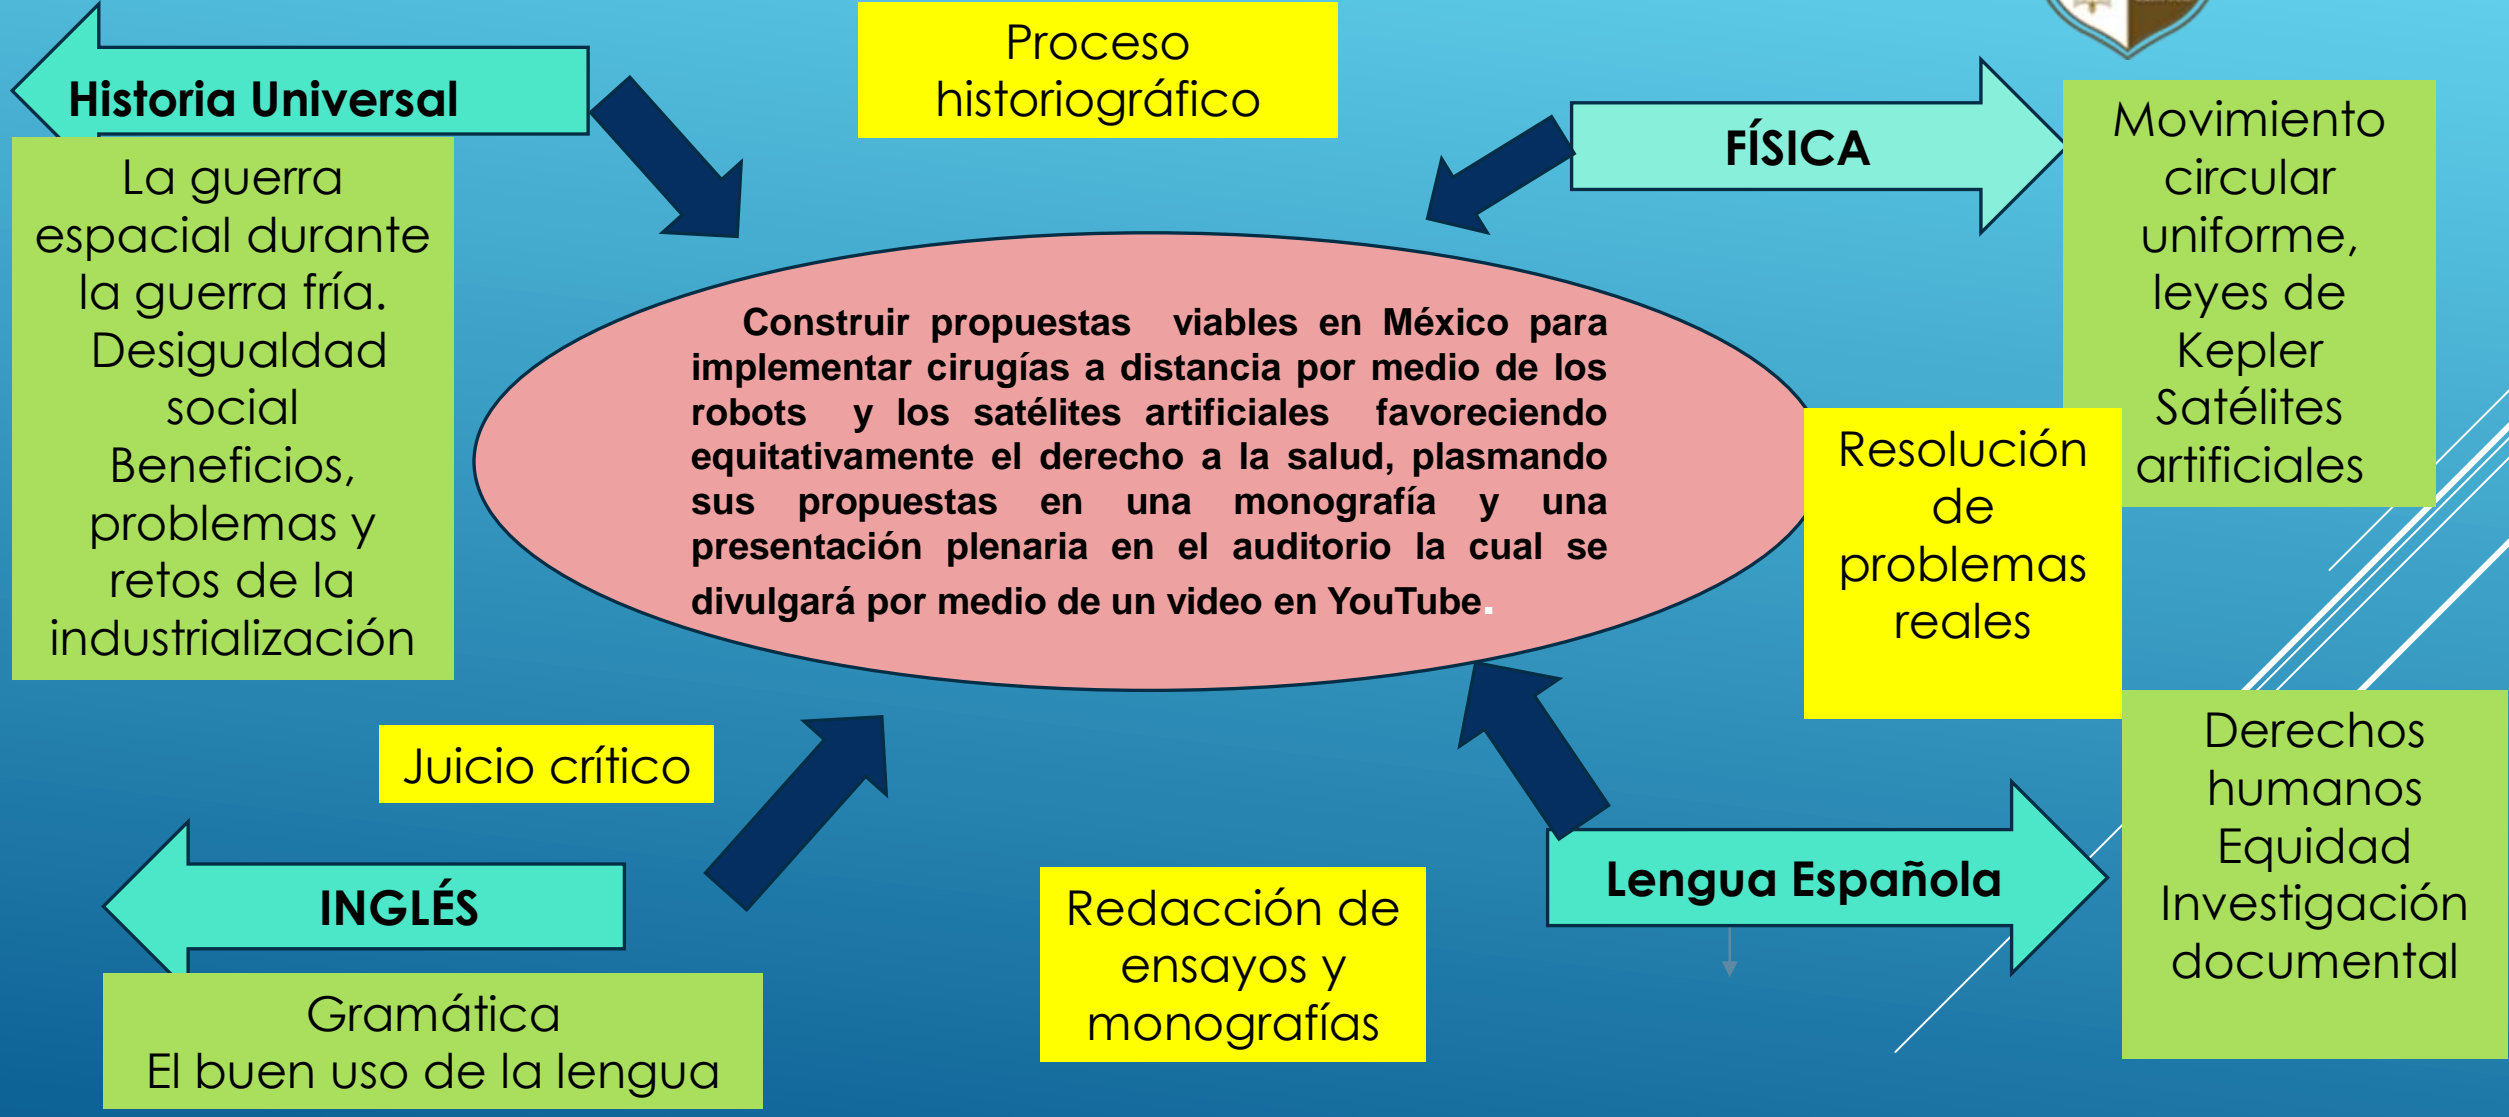 Historia Universal
La guerra
espacial durante
la guerra fría.
Desigualdad
social
Beneficios,
problemas y
retos de la
industrialización
Proceso
historiográfico
FÍSICA
Movimiento
circular
uniforme,
leyes de
Kepler
Satélites
artificiales
Construir propuestas viables en México para
implementar cirugías a distancia por medio de los
robots y los satélites artificiales favoreciendo
equitativamente el derecho a la salud, plasmando
sus propuestas en una monografía y una
presentación plenaria en el auditorio la cual se
divulgará por medio de un video en YouTube.
Resolución
de
problemas
reales
Juicio crítico
INGLÉS
Gramática
El buen uso de la lengua
Redacción de
ensayos y
monografías
Lengua Española
Derechos
humanos
Equidad
Investigación
documental